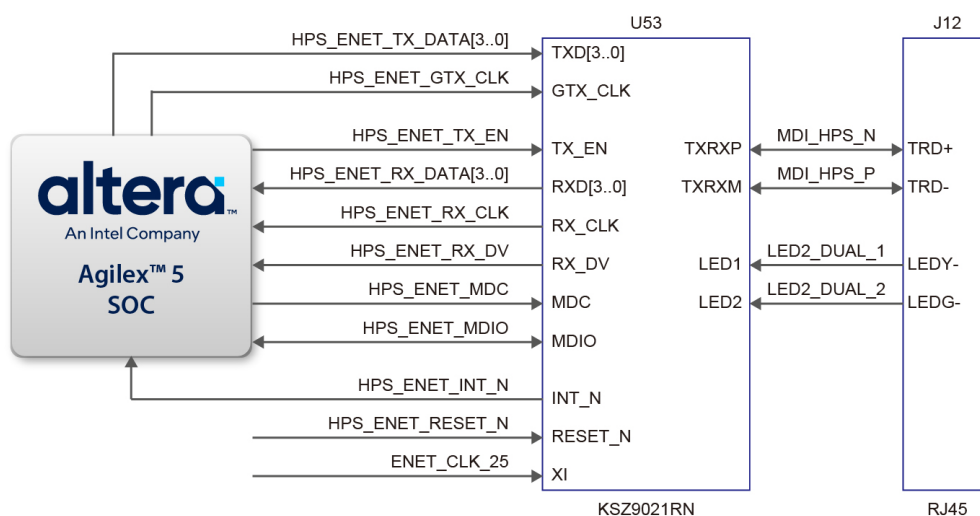 U53
J12
HPS_ENET_TX_DATA[3..0]
TXD[3..0]
HPS_ENET_GTX_CLK
GTX_CLK
HPS_ENET_TX_EN
TX_EN
TXRXP
MDI_HPS_N
TRD+
HPS_ENET_RX_DATA[3..0]
RXD[3..0]
TXRXM
MDI_HPS_P
TRD-
HPS_ENET_RX_CLK
RX_CLK
HPS_ENET_RX_DV
RX_DV
LED1
LED2_DUAL_1
LEDY-
HPS_ENET_MDC
MDC
LED2
LED2_DUAL_2
LEDG-
HPS_ENET_MDIO
MDIO
HPS_ENET_INT_N
INT_N
HPS_ENET_RESET_N
RESET_N
ENET_CLK_25
XI
KSZ9021RN
RJ45
altera™
An Intel Company
Agilex™ 5
SOC